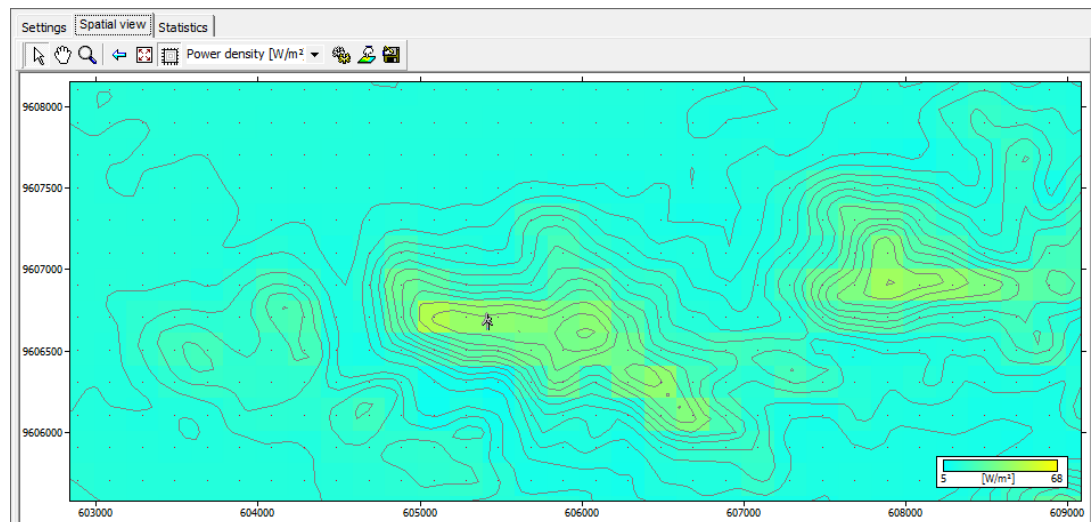 Settings Spatial view Statistics
Power density [W/m²
9608000
9607500
9607000
9606500
9606000
5 [W/m²] 68
603000 604000 605000 606000 607000 608000 609000